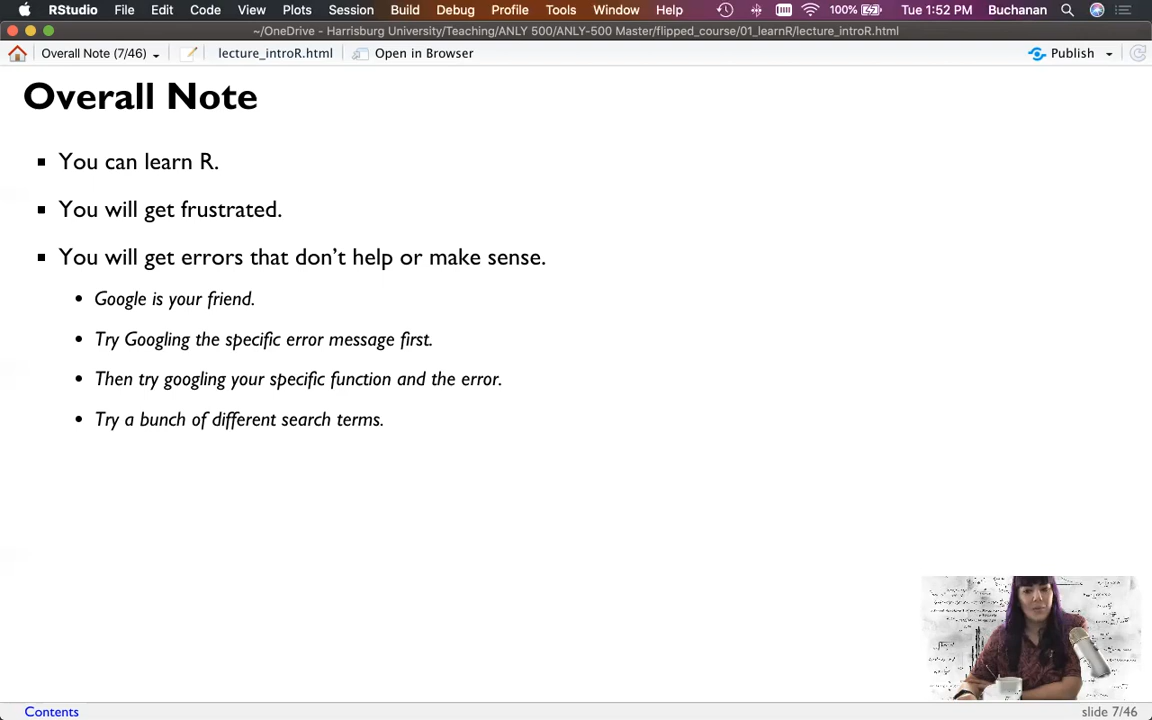 RStudio File Edit Code View Plots Session Build Debug Profile Tools Window Help 100% Tue 1:52 PM Buchanan
~/OneDrive - Harrisburg University/Teaching/ANLY 500/ANLY-500 Master/flipped_course/01_learnR/lecture_introR.html
Overall Note (7/46) lecture_introR.html Open in Browser Publish
Overall Note
You can learn R.
You will get frustrated.
You will get errors that don't help or make sense.
Google is your friend.
Try Googling the specific error message first.
Then try googling your specific function and the error.
Try a bunch of different search terms.
Contents slide 7/46